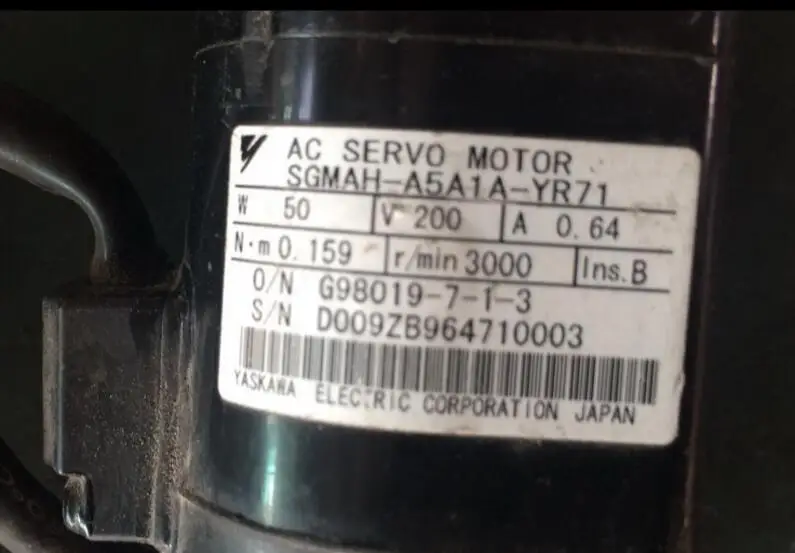 AC SERVO MOTOR
SGMAH-A5A1A-YR71
W 50 V 200 A 0.64
N·m 0.159 r/min 3000 Ins.B
O/N G98019-7-1-3
S/N D009ZB964710003
YASKAWA ELECTRIC CORPORATION JAPAN